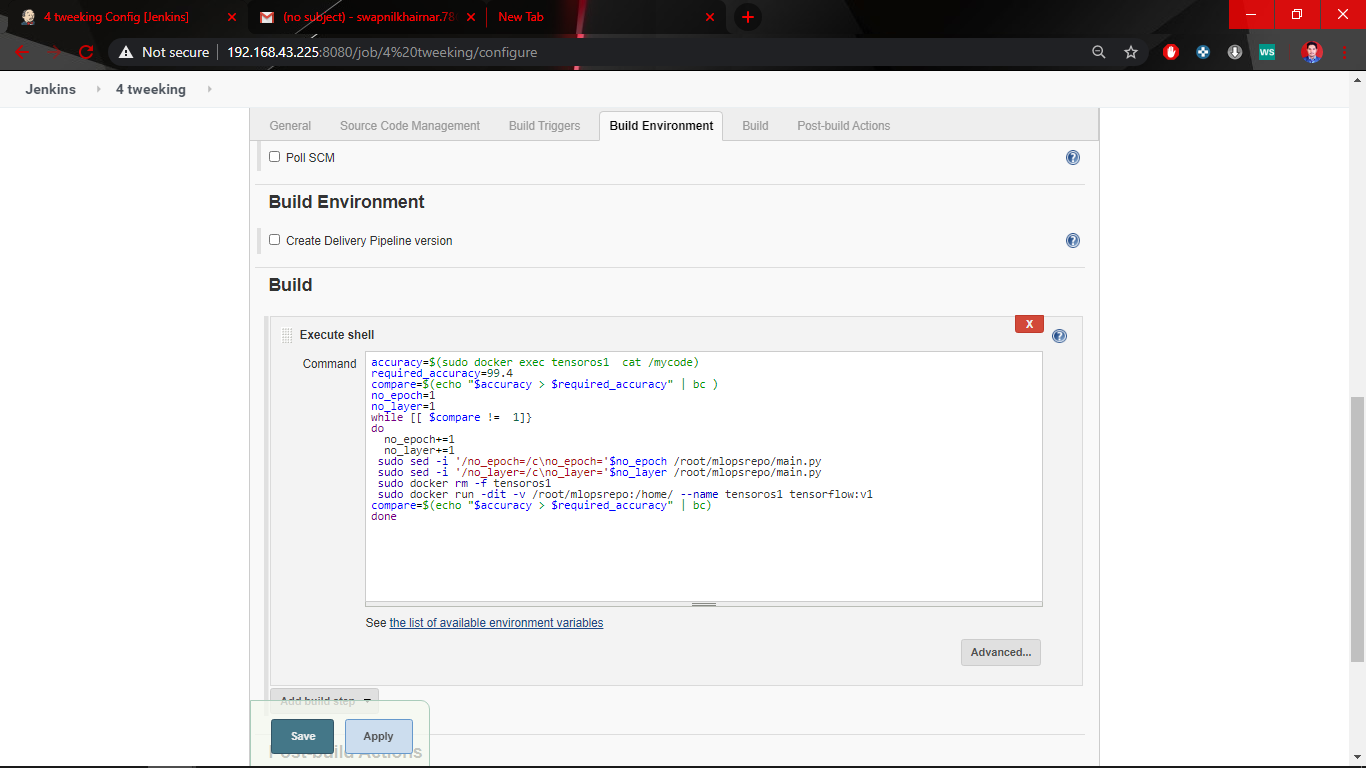 4 tweeking Config [Jenkins]
(no subject) - swapnilkhairnar.78
New Tab
Not secure
192.168.43.225:8080/job/4%20tweeking/configure
ws
Jenkins
4 tweeking
General
Source Code Management
Build Triggers
Build Environment
Build
Post-build Actions
Poll SCM
Build Environment
Create Delivery Pipeline version
Build
X
Execute shell
Command
accuracy=$(sudo docker exec tensoros1  cat /mycode)
required_accuracy=99.4
compare=$(echo "$accuracy > $required_accuracy" | bc )
no_epoch=1
no_layer=1
while [[ $compare !=  1]}
do
  no_epoch+=1
  no_layer+=1
 sudo sed -i '/no_epoch=/c\no_epoch='$no_epoch /root/mlopsrepo/main.py
 sudo sed -i '/no_layer=/c\no_layer='$no_layer /root/mlopsrepo/main.py
 sudo docker rm -f tensoros1
 sudo docker run -dit -v /root/mlopsrepo:/home/ --name tensoros1 tensorflow:v1
compare=$(echo "$accuracy > $required_accuracy" | bc)
done
See the list of available environment variables
Advanced...
Add build step
Save
Apply
Post-build Actions